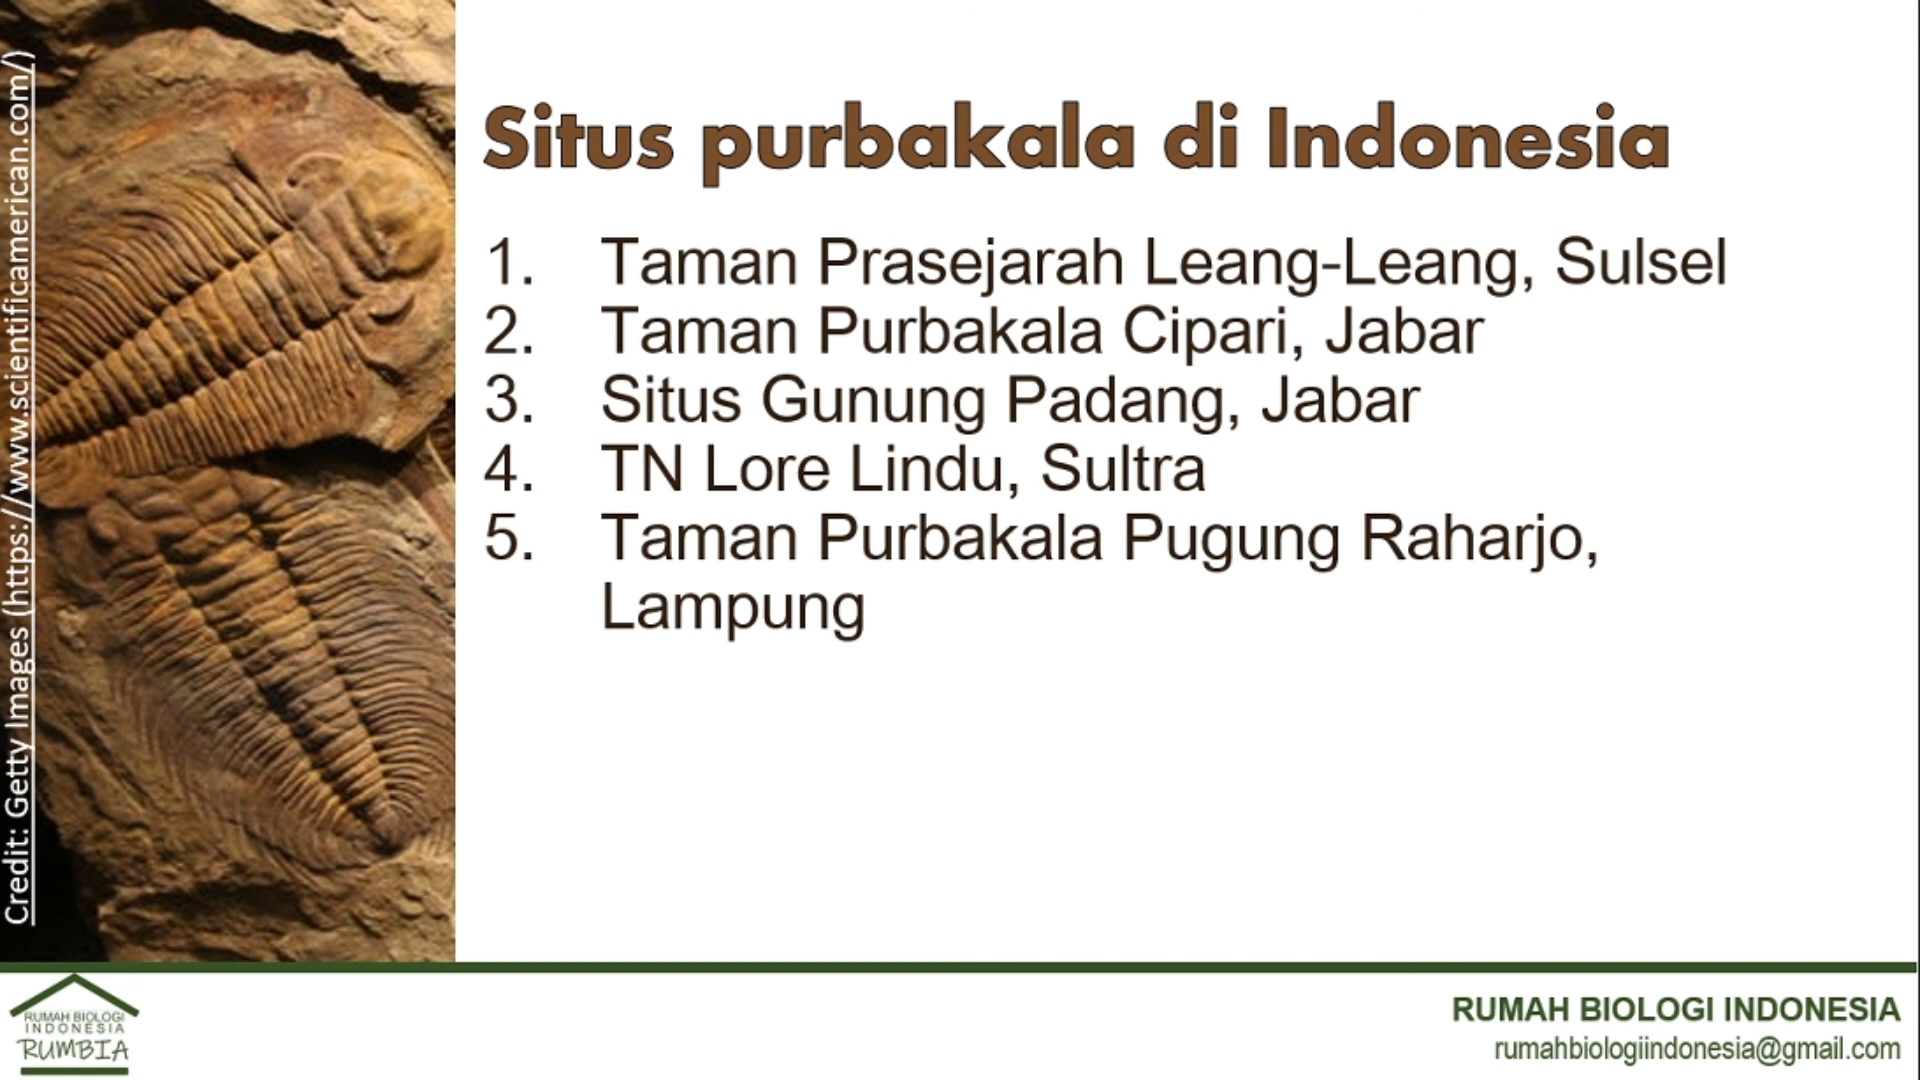 Credit: Getty Images (https://www.scientificamerican.com/)
Situs purbakala di Indonesia
1. Taman Prasejarah Leang-Leang, Sulsel
2. Taman Purbakala Cipari, Jabar
3. Situs Gunung Padang, Jabar
4. TN Lore Lindu, Sultra
5. Taman Purbakala Pugung Raharjo,
Lampung
RUMAH BIOLOGI
INDONESIA
RUMBIA
RUMAH BIOLOGI INDONESIA
rumahbiologiindonesia@gmail.com